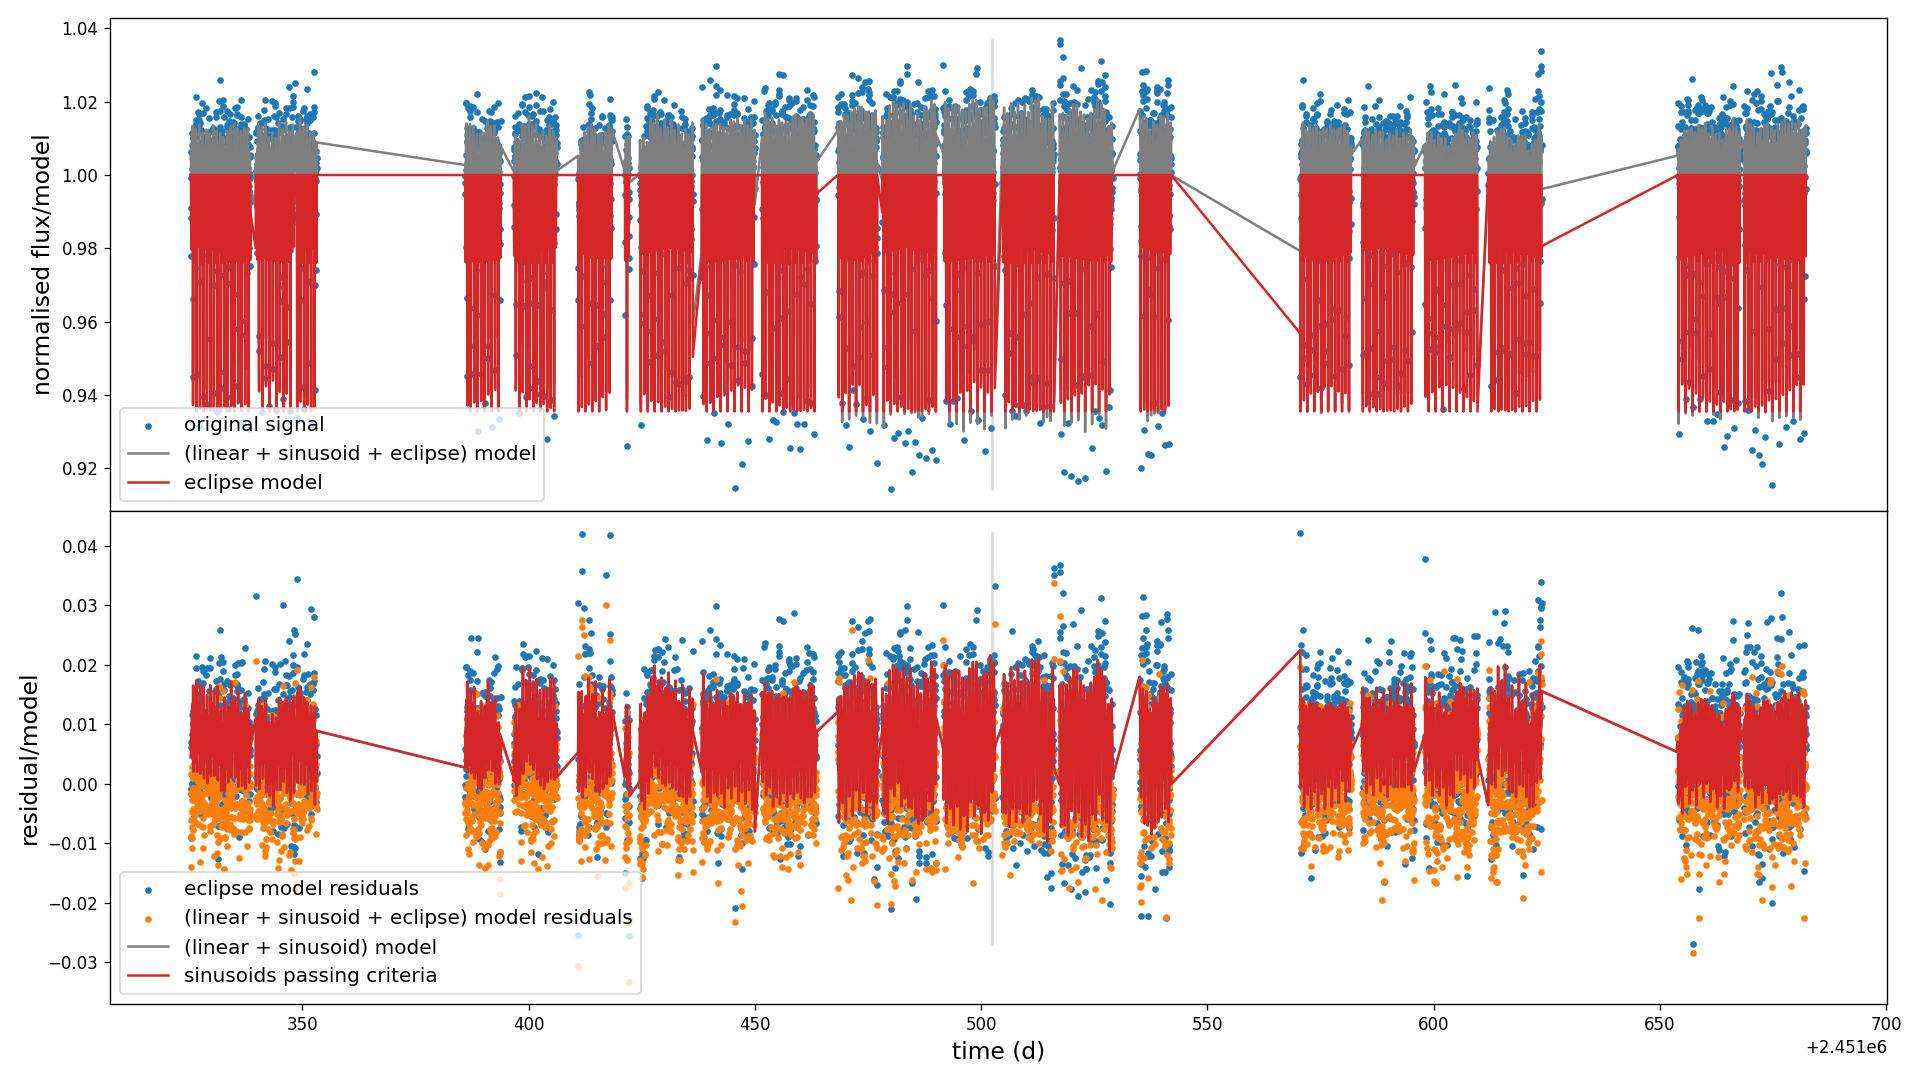 1.04
1.02
1.00
0.98
0.96
0.94
0.92
normalised flux/model
original signal
(linear + sinusoid + eclipse) model
eclipse model
0.04
0.03
0.02
0.01
0.00
−0.01
−0.02
−0.03
residual/model
eclipse model residuals
(linear + sinusoid + eclipse) model residuals
(linear + sinusoid) model
sinusoids passing criteria
350 400 450 500 550 600 650 700
time (d)
+2.451e6